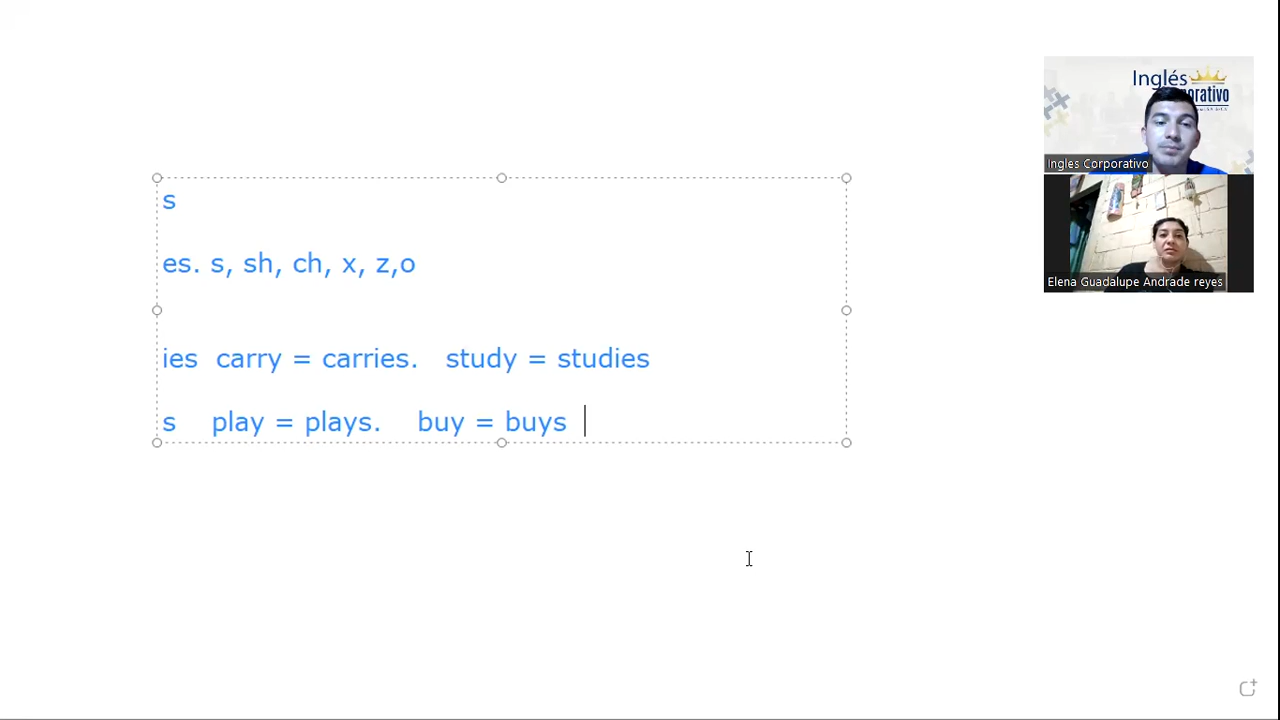 s
es. s, sh, ch, x, z,o
ies carry = carries. study = studies
s play = plays. buy = buys
Inglés
Ingles Corporativo
Elena Guadalupe Andrade reyes